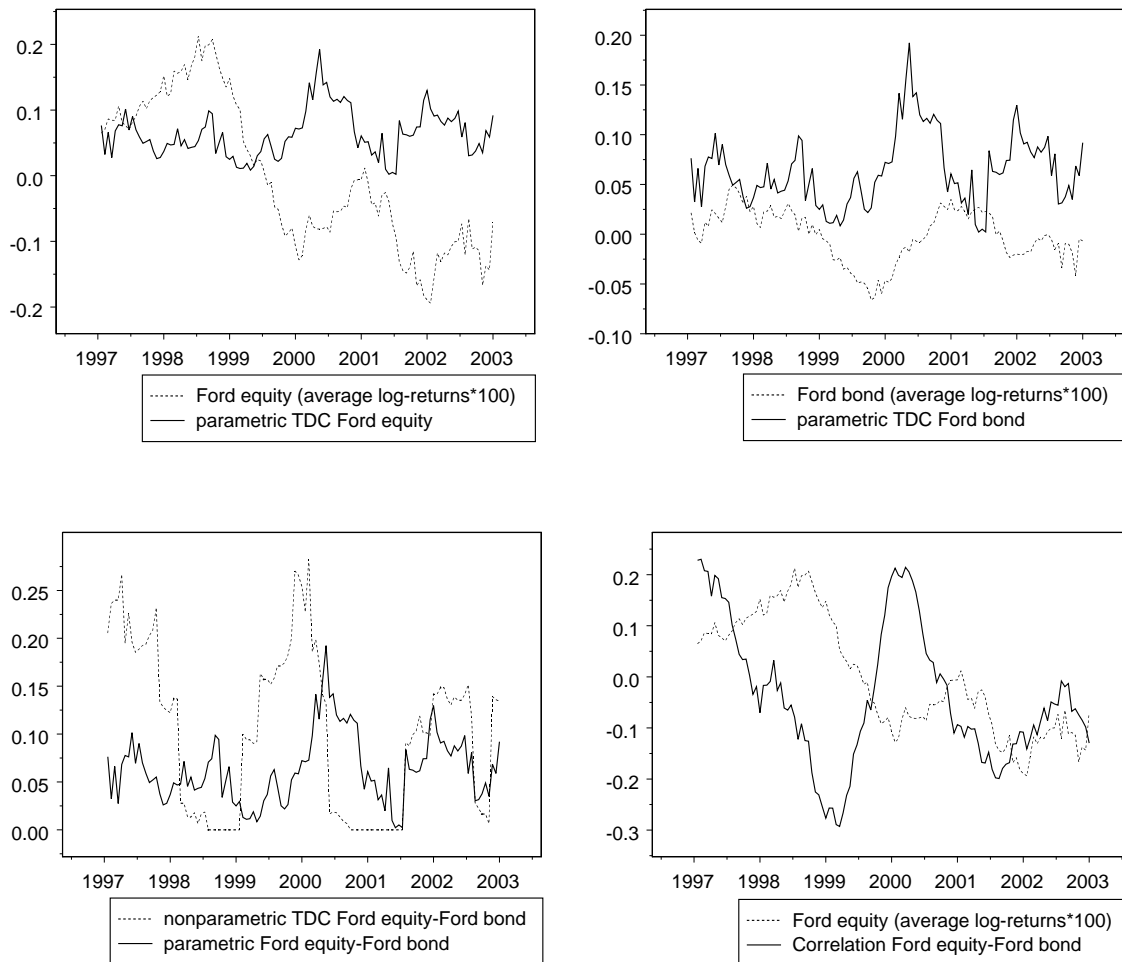 0.2
0.1
0.0
-0.1
-0.2
1997 1998 1999 2000 2001 2002 2003
Ford equity (average log-returns*100)
parametric TDC Ford equity
0.20
0.15
0.10
0.05
0.00
-0.05
-0.10
1997 1998 1999 2000 2001 2002 2003
Ford bond (average log-returns*100)
parametric TDC Ford bond
0.25
0.20
0.15
0.10
0.05
0.00
1997 1998 1999 2000 2001 2002 2003
nonparametric TDC Ford equity-Ford bond
parametric Ford equity-Ford bond
0.2
0.1
0.0
-0.1
-0.2
-0.3
1997 1998 1999 2000 2001 2002 2003
Ford equity (average log-returns*100)
Correlation Ford equity-Ford bond